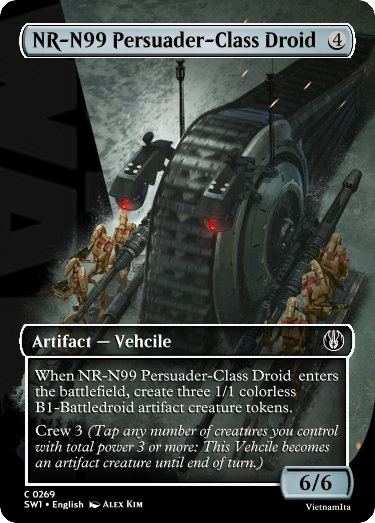 NR-N99 Persuader-Class Droid 4
Artifact — Vehcile
When NR-N99 Persuader-Class Droid enters
the battlefield, create three 1/1 colorless
B1-Battledroid artifact creature tokens.
Crew 3 (Tap any number of creatures you control
with total power 3 or more: This Vehcile becomes
an artifact creature until end of turn.)
6/6
C 0269
SW1 • English Alex Kim
VietnamIta